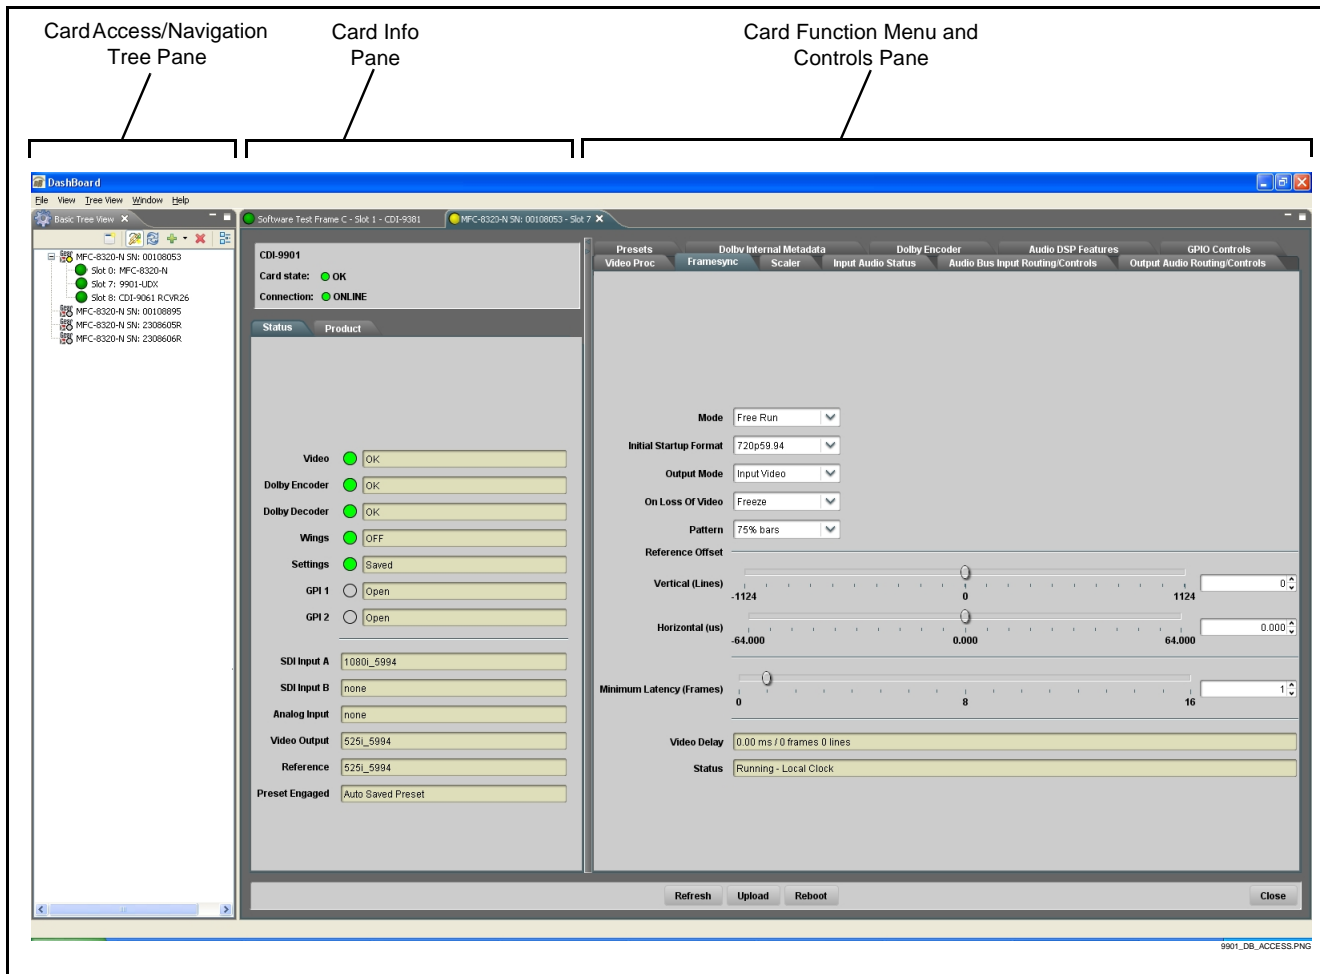 Card Access/Navigation
Tree Pane
Card Info
Pane
Card Function Menu and
Controls Pane
DashBoard
File View Tree View Window Help
Basic Tree View
Software Test Frame C - Slot 1 - CDI-9381
MFC-8320-N SN: 00108053 - Slot 7
MFC-8320-N SN: 00108053
Slot 0: MFC-8320-N
Slot 7: 9901-UDX
Slot 8: CDI-9061 RCVR26
MFC-8320-N SN: 00108895
MFC-8320-N SN: 2308605R
MFC-8320-N SN: 2308606R
CDI-9901
Card state: OK
Connection: ONLINE
Status Product
Video OK
Dolby Encoder OK
Dolby Decoder OK
Wings OFF
Settings Saved
GPI 1 Open
GPI 2 Open
SDI Input A 1080i_5994
SDI Input B none
Analog Input none
Video Output 525i_5994
Reference 525i_5994
Preset Engaged Auto Saved Preset
Presets Dolby Internal Metadata Dolby Encoder Audio DSP Features GPIO Controls
Video Proc Framesync Scaler Input Audio Status Audio Bus Input Routing/Controls Output Audio Routing/Controls
Mode Free Run
Initial Startup Format 720p59.94
Output Mode Input Video
On Loss Of Video Freeze
Pattern 75% bars
Reference Offset
Vertical (Lines) 0
-1124 0 1124
Horizontal (us) 0.000
-64.000 0.000 64.000
Minimum Latency (Frames) 1
0 8 16
Video Delay 0.00 ms / 0 frames 0 lines
Status Running - Local Clock
Refresh Upload Reboot Close
9901_DB_ACCESS.PNG